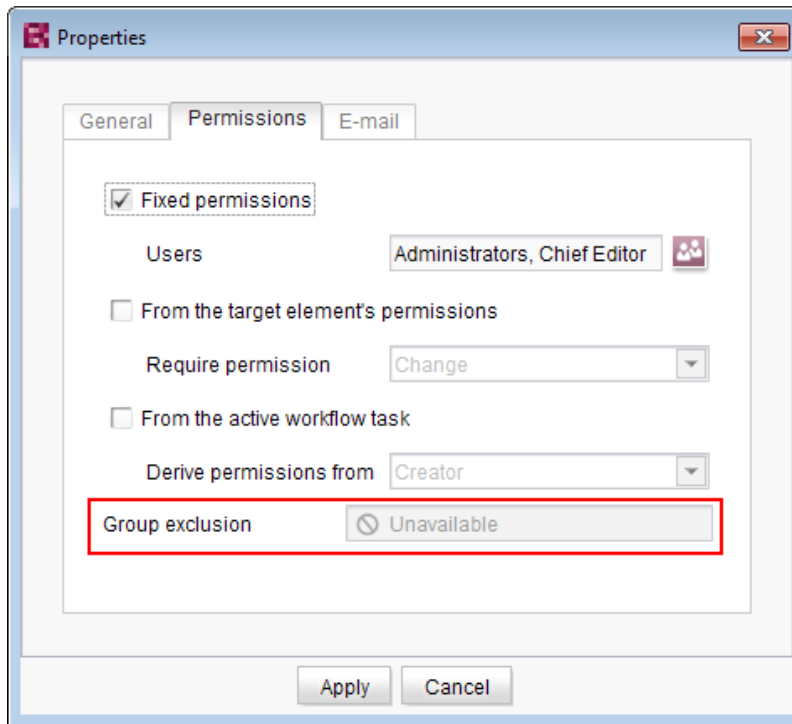 Properties
General Permissions E-mail
Fixed permissions
Users Administrators, Chief Editor
From the target element's permissions
Require permission Change
From the active workflow task
Derive permissions from Creator
Group exclusion Unavailable
Apply Cancel